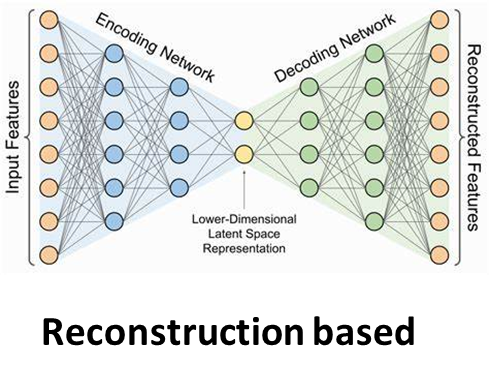 Encoding Network
Decoding Network
Input Features
Reconstructed Features
Lower-Dimensional
Latent Space
Representation
Reconstruction based